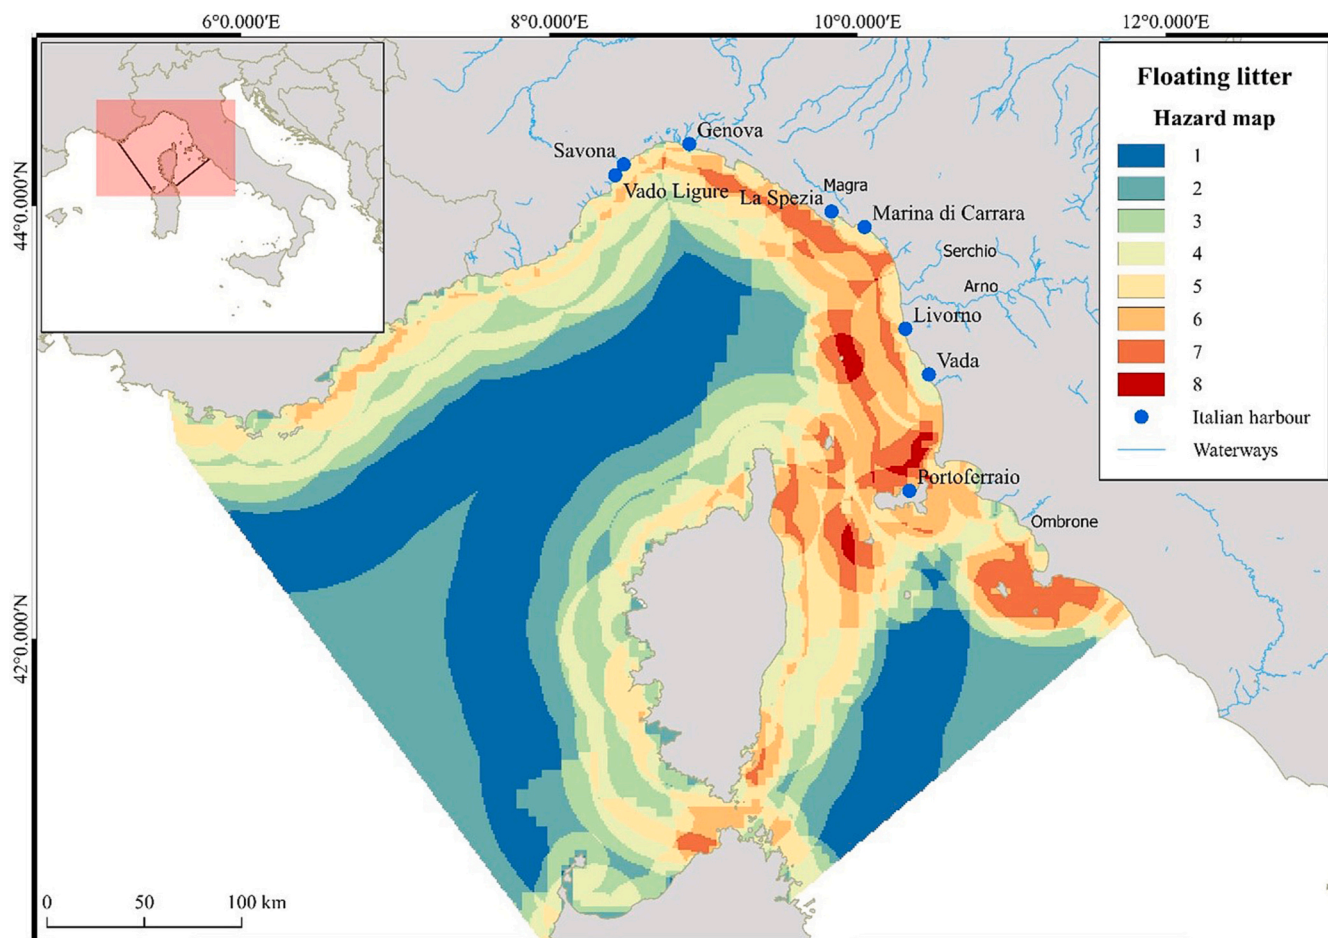 6°0.000′E
8°0.000′E
10°0.000′E
12°0.000′E
44°0.000′N
42°0.000′N
Floating litter
Hazard map
1
2
3
4
5
6
7
8
Italian harbour
Waterways
Genova
Savona
Vado Ligure
La Spezia
Magra
Marina di Carrara
Serchio
Arno
Livorno
Vada
Portoferraio
Ombrone
0 50 100 km